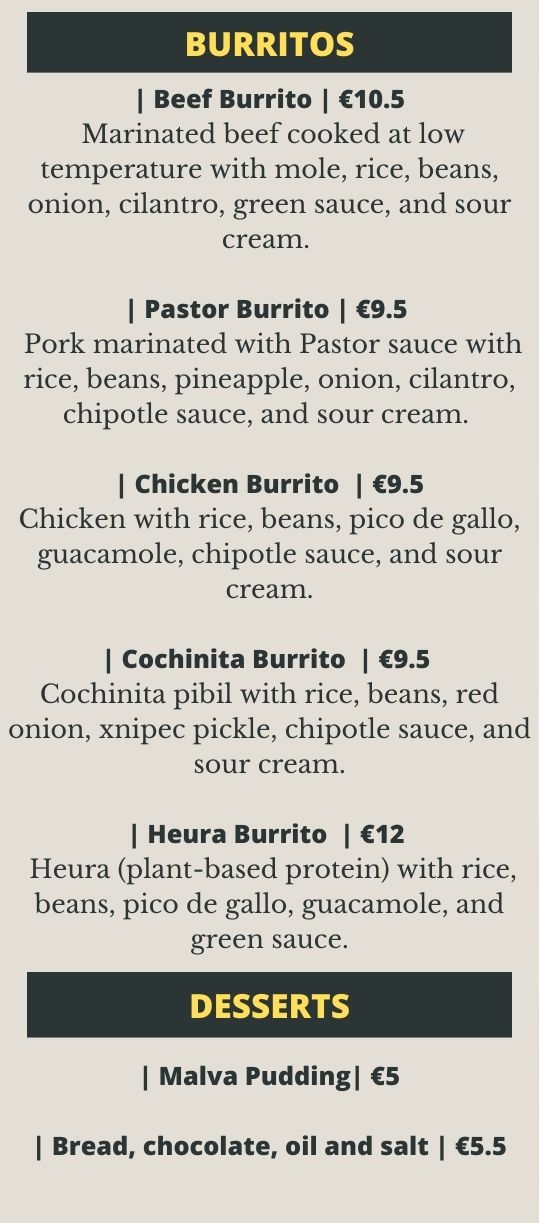 BURRITOS
| Beef Burrito | €10.5
Marinated beef cooked at low
temperature with mole, rice, beans,
onion, cilantro, green sauce, and sour
cream.
| Pastor Burrito | €9.5
Pork marinated with Pastor sauce with
rice, beans, pineapple, onion, cilantro,
chipotle sauce, and sour cream.
| Chicken Burrito | €9.5
Chicken with rice, beans, pico de gallo,
guacamole, chipotle sauce, and sour
cream.
| Cochinita Burrito | €9.5
Cochinita pibil with rice, beans, red
onion, xnipec pickle, chipotle sauce, and
sour cream.
| Heura Burrito | €12
Heura (plant-based protein) with rice,
beans, pico de gallo, guacamole, and
green sauce.
DESSERTS
| Malva Pudding| €5
| Bread, chocolate, oil and salt | €5.5